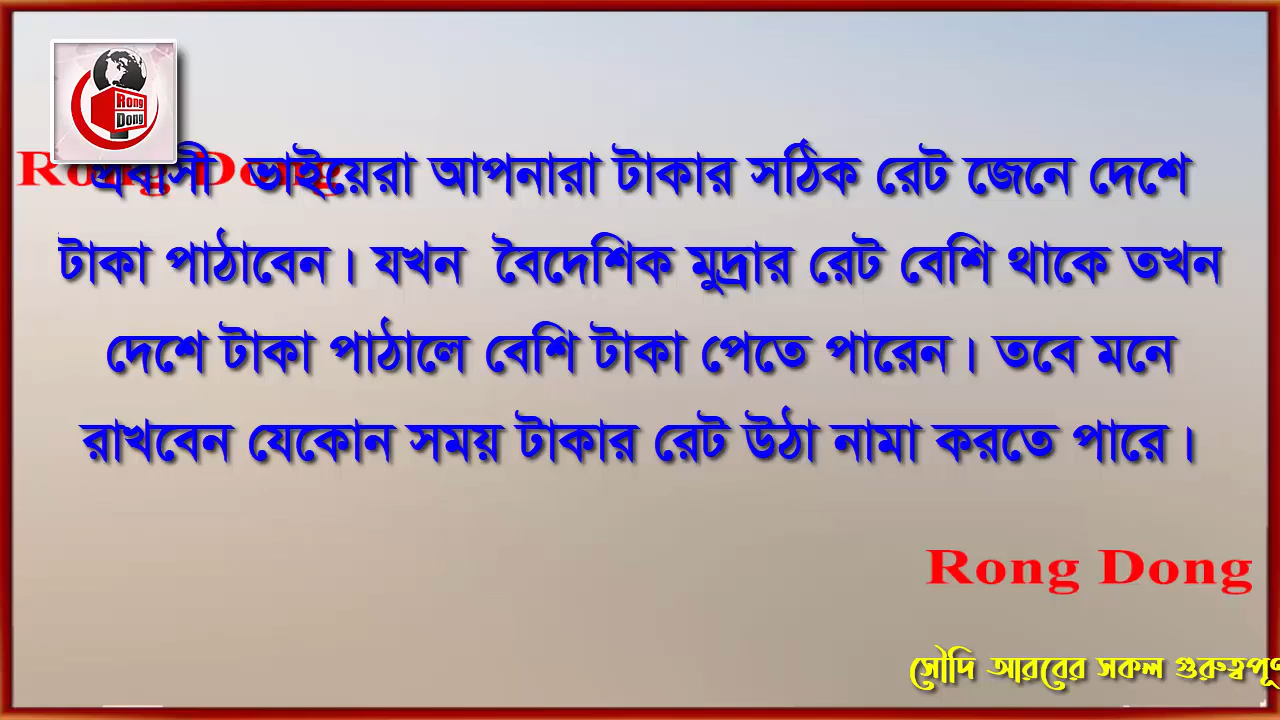 Rong
Dong
Rong Dong
প্রবাসী ভাইয়েরা আপনারা টাকার সঠিক রেট জেনে দেশে
টাকা পাঠাবেন। যখন বৈদেশিক মুদ্রার রেট বেশি থাকে তখন
দেশে টাকা পাঠালে বেশি টাকা পেতে পারেন। তবে মনে
রাখবেন যেকোন সময় টাকার রেট উঠা নামা করতে পারে।
Rong Dong
সৌদি আরবের সকল